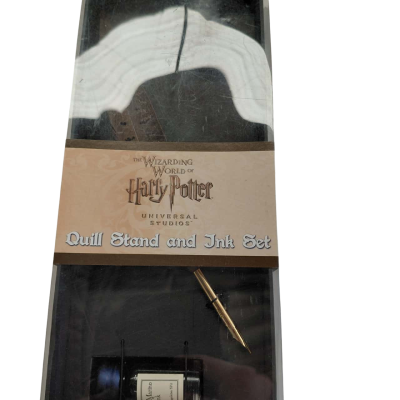 THE WIZARDING
WORLD OF
Harry Potter
UNIVERSAL
STUDIOS
Quill Stand and Ink Set